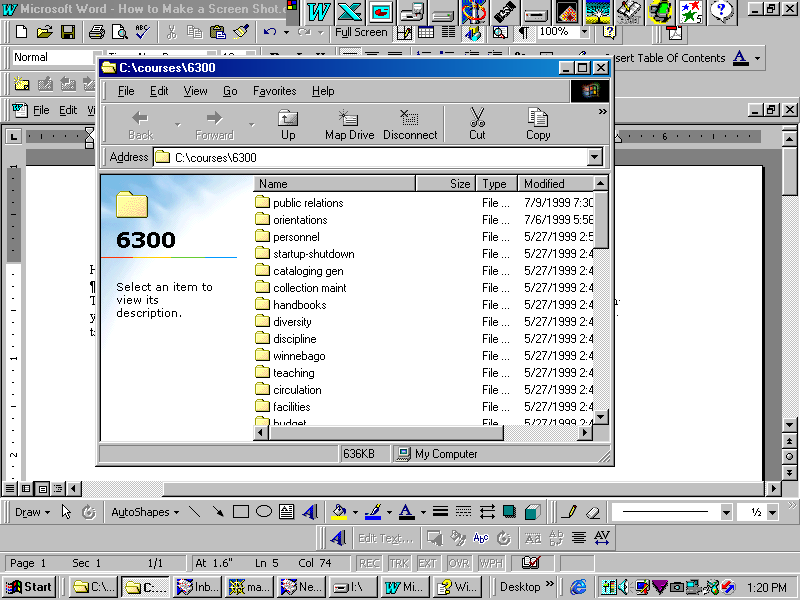 Microsoft Word - How to Make a Screen Shot.
Full Screen
100%
Normal
Insert Table Of Contents
File Edit
C:\courses\6300
File Edit View Go Favorites Help
Back Forward Up Map Drive Disconnect Cut Copy
Address C:\courses\6300
Name Size Type Modified
6300
Select an item to
view its
description.
public relations File ... 7/9/1999 7:30
orientations File ... 7/6/1999 5:56
personnel File ... 5/27/1999 2:5
startup-shutdown File ... 5/27/1999 2:4
cataloging gen File ... 5/27/1999 2:4
collection maint File ... 5/27/1999 2:4
handbooks File ... 5/27/1999 2:4
diversity File ... 5/27/1999 2:4
discipline File ... 5/27/1999 2:4
winnebago File ... 5/27/1999 2:4
teaching File ... 5/27/1999 2:4
circulation File ... 5/27/1999 2:4
facilities File ... 5/27/1999 2:4
budget File ... 5/27/1999 2:4
636KB My Computer
Draw AutoShapes ½
Edit Text...
Page 1 Sec 1 1/1 At 1.6" Ln 5 Col 74 REC TRK EXT OVR WPH
Start C:\... C:... Inb... ma... Ne... I:\ Mi... Wi... Desktop 1:20 PM